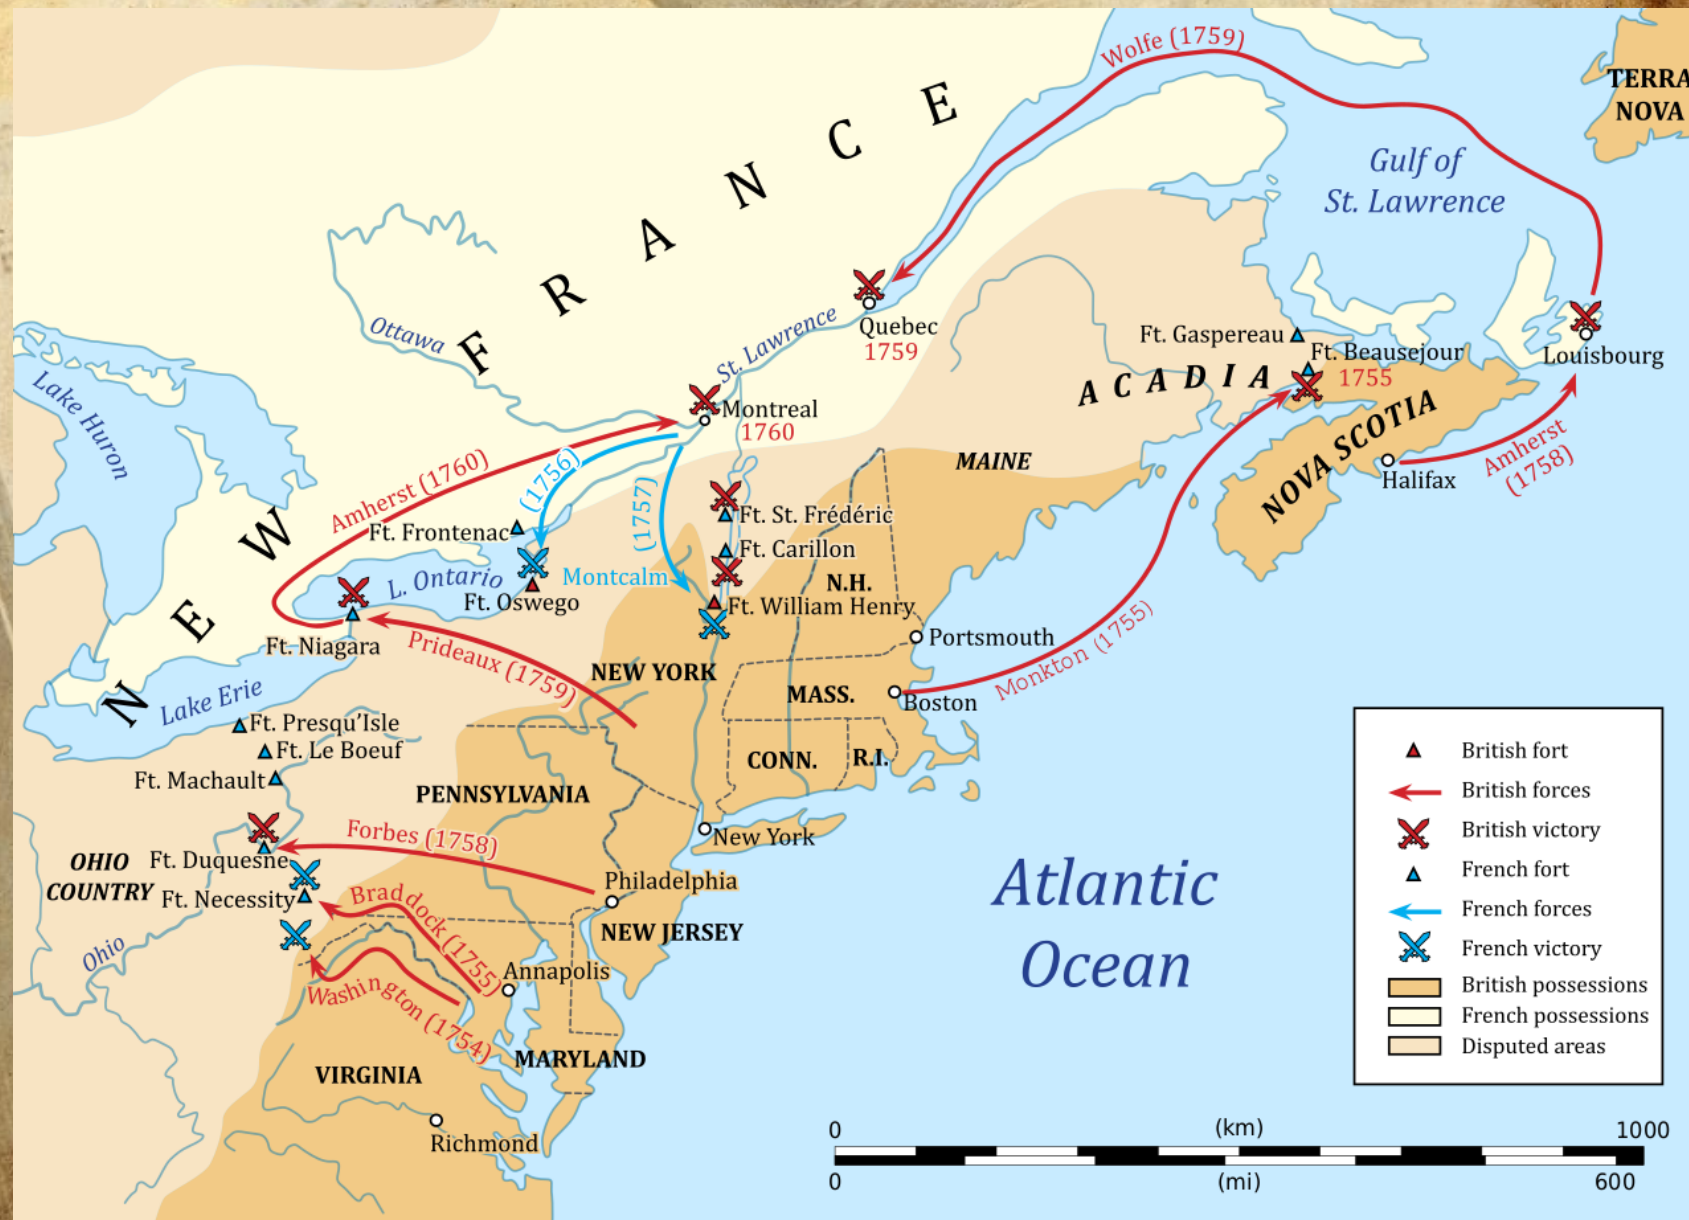 Wolfe (1759)
TERRA
NOVA
Gulf of
St. Lawrence
NEW FRANCE
Ottawa
St. Lawrence
Quebec
1759
Ft. Gaspereau
Ft. Beausejour
1755
Louisbourg
ACADIA
Lake Huron
Montreal
1760
NOVA SCOTIA
Amherst
(1758)
Halifax
MAINE
Amherst (1760)
(1756)
(1757)
Ft. St. Frédéric
Ft. Frontenac
Ft. Carillon
L. Ontario
Montcalm
N.H.
Ft. Oswego
Ft. William Henry
Ft. Niagara
Prideaux (1759)
Portsmouth
Monkton (1755)
NEW YORK
MASS.
Boston
Lake Erie
Ft. Presqu'Isle
Ft. Le Boeuf
Ft. Machault
CONN.
R.I.
PENNSYLVANIA
Forbes (1758)
New York
OHIO
COUNTRY
Ft. Duquesne
Ft. Necessity
Braddock (1755)
Philadelphia
NEW JERSEY
Ohio
Washington (1754)
Annapolis
Atlantic
Ocean
MARYLAND
VIRGINIA
Richmond
British fort
British forces
British victory
French fort
French forces
French victory
British possessions
French possessions
Disputed areas
0 (km) 1000
0 (mi) 600